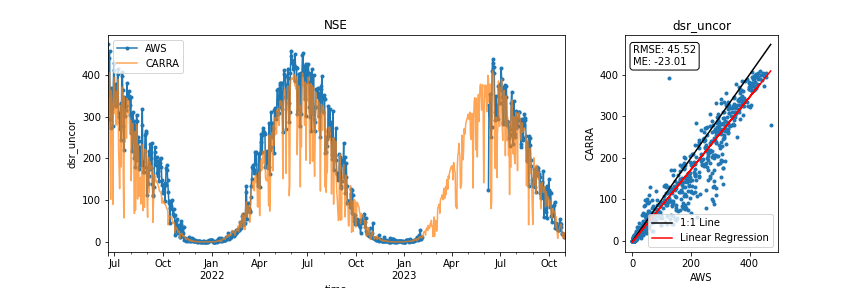 NSE
AWS
CARRA
dsr_uncor
400
300
200
100
0
Jul
Oct
Jan
2022
Apr
Jul
Oct
Jan
2023
Apr
Jul
Oct
time
dsr_uncor
RMSE: 45.52
ME: -23.01
CARRA
400
300
200
100
0
1:1 Line
Linear Regression
0
200
400
AWS